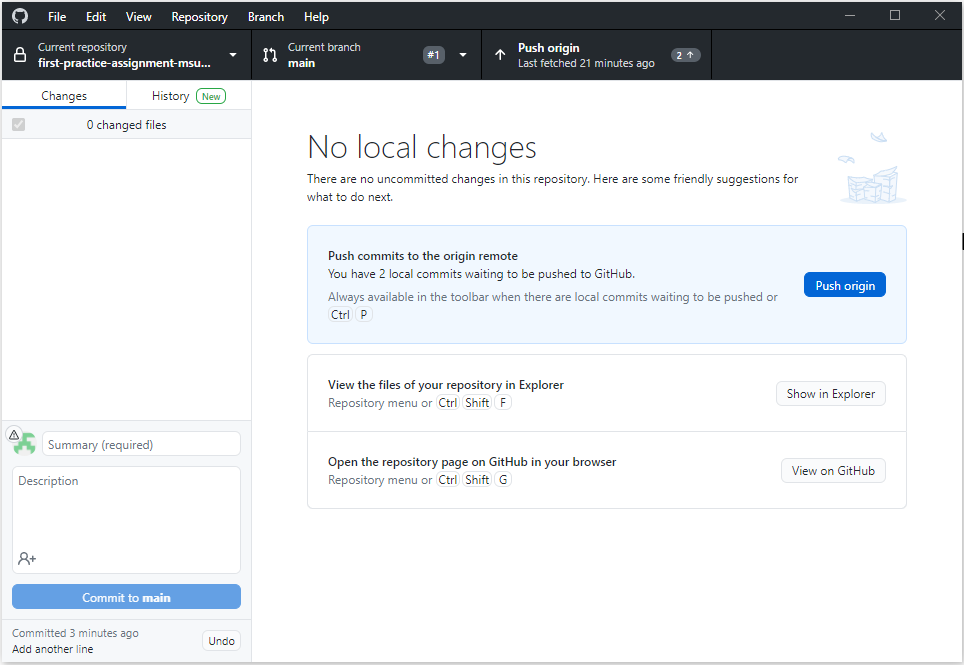 File Edit View Repository Branch Help
Current repository
first-practice-assignment-msu...
Current branch
main
#1
Push origin
Last fetched 21 minutes ago
2
Changes
History New
0 changed files
No local changes
There are no uncommitted changes in this repository. Here are some friendly suggestions for
what to do next.
Push commits to the origin remote
You have 2 local commits waiting to be pushed to GitHub.
Always available in the toolbar when there are local commits waiting to be pushed or
Ctrl P
Push origin
View the files of your repository in Explorer
Repository menu or Ctrl Shift F
Show in Explorer
Open the repository page on GitHub in your browser
Repository menu or Ctrl Shift G
View on GitHub
Summary (required)
Description
Commit to main
Committed 3 minutes ago
Add another line
Undo